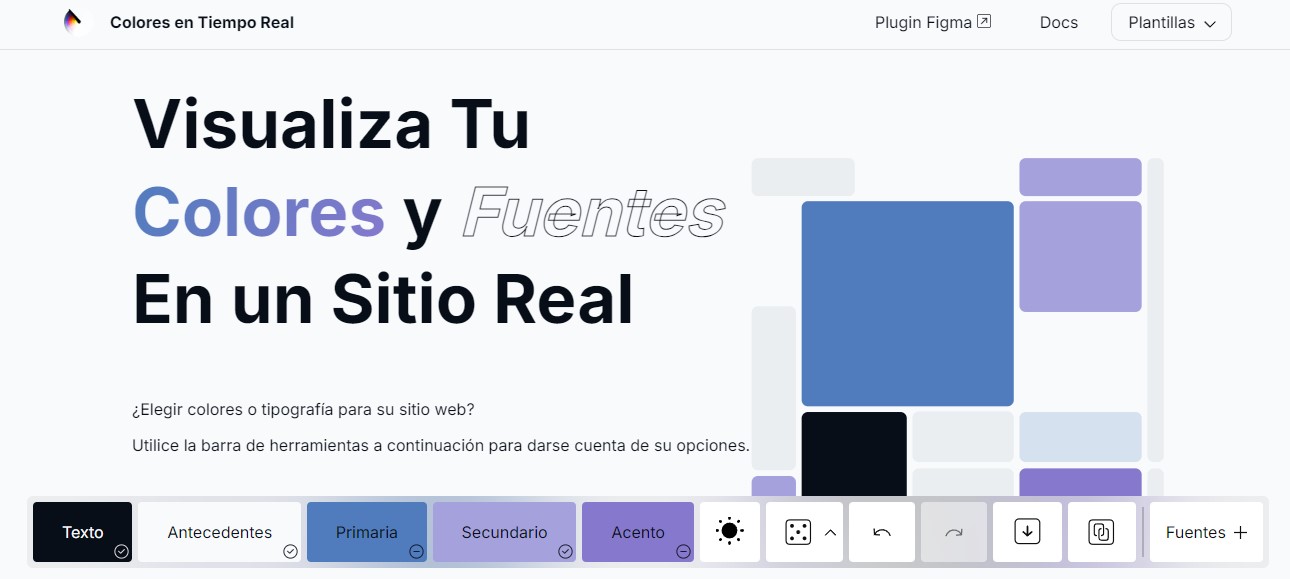 Colores en Tiempo Real
Plugin Figma
Docs
Plantillas
Visualiza Tu
Colores y Fuentes
En un Sitio Real
¿Elegir colores o tipografía para su sitio web?
Utilice la barra de herramientas a continuación para darse cuenta de su opciones.
Texto
Antecedentes
Primaria
Secundario
Acento
Fuentes